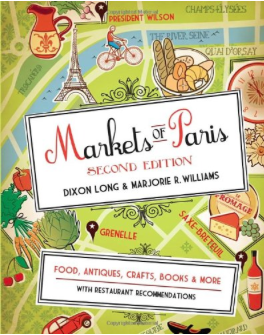 CHAMPS-ELYSÉES
PRESIDENT WILSON
THE RIVER SEINE
QUAI D'ORSAY
Markets OF Paris
SECOND EDITION
DIXON LONG & MARJORIE R. WILLIAMS
FROMAGE
SAXE-BRETEUIL
GRENELLE
FOOD, ANTIQUES, CRAFTS, BOOKS & MORE
WITH RESTAURANT RECOMMENDATIONS